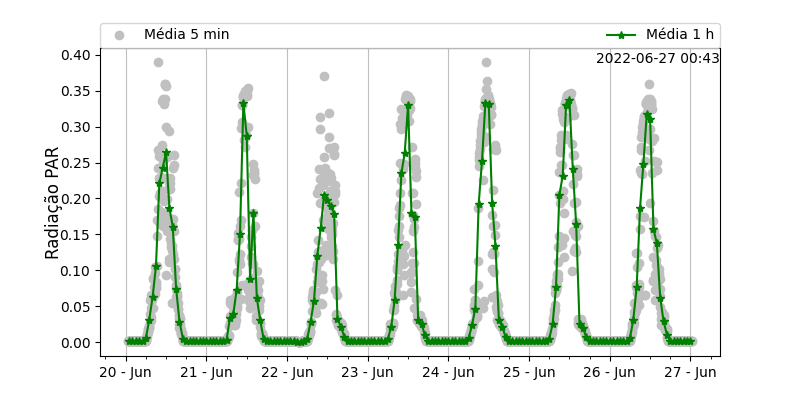 Média 5 min
Média 1 h
2022-06-27 00:43
Radiação PAR
0.40
0.35
0.30
0.25
0.20
0.15
0.10
0.05
0.00
20 - Jun
21 - Jun
22 - Jun
23 - Jun
24 - Jun
25 - Jun
26 - Jun
27 - Jun